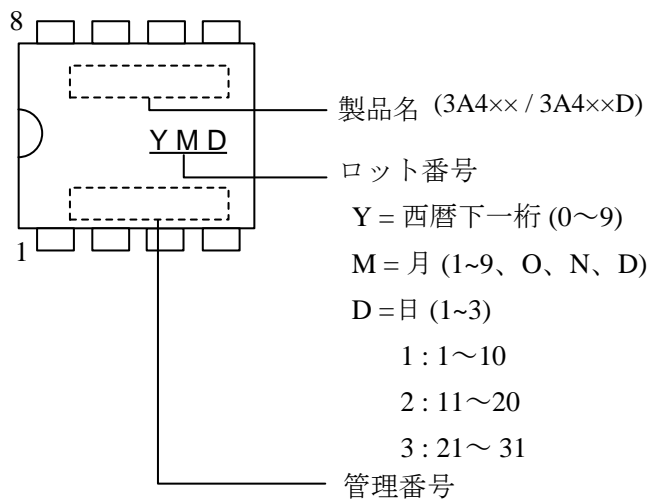 8
製品名 (3A4×× / 3A4××D)
Y M D
ロット番号
Y = 西暦下一桁 (0～9)
M = 月 (1~9、O、N、D)
1
D =日 (1~3)
1 : 1～10
2 : 11～20
3 : 21～ 31
管理番号